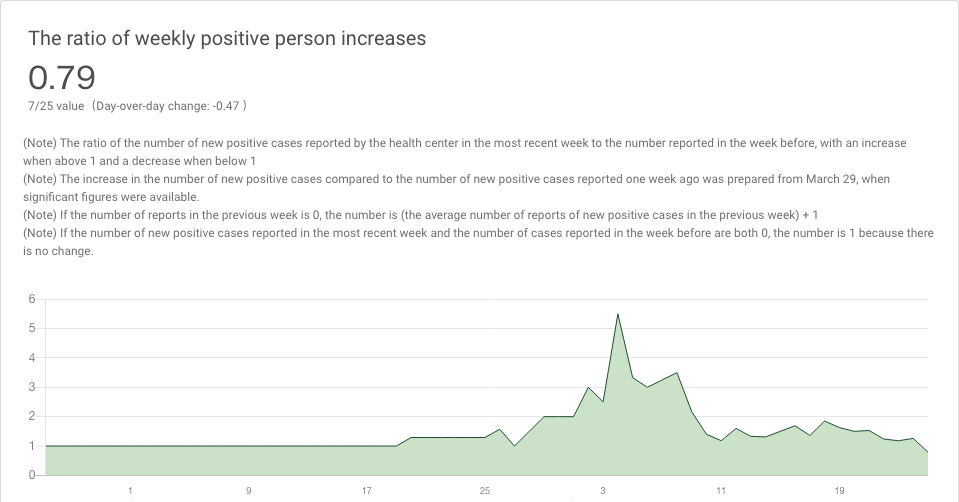 The ratio of weekly positive person increases
0.79
7/25 value （Day-over-day change: -0.47 ）
(Note) The ratio of the number of new positive cases reported by the health center in the most recent week to the number reported in the week before, with an increase
when above 1 and a decrease when below 1
(Note) The increase in the number of new positive cases compared to the number of new positive cases reported one week ago was prepared from March 29, when
significant figures were available.
(Note) If the number of reports in the previous week is 0, the number is (the average number of reports of new positive cases in the previous week) + 1
(Note) If the number of new positive cases reported in the most recent week and the number of cases reported in the week before are both 0, the number is 1 because there
is no change.
6
5
4
3
2
1
0
1 9 17 25 3 11 19